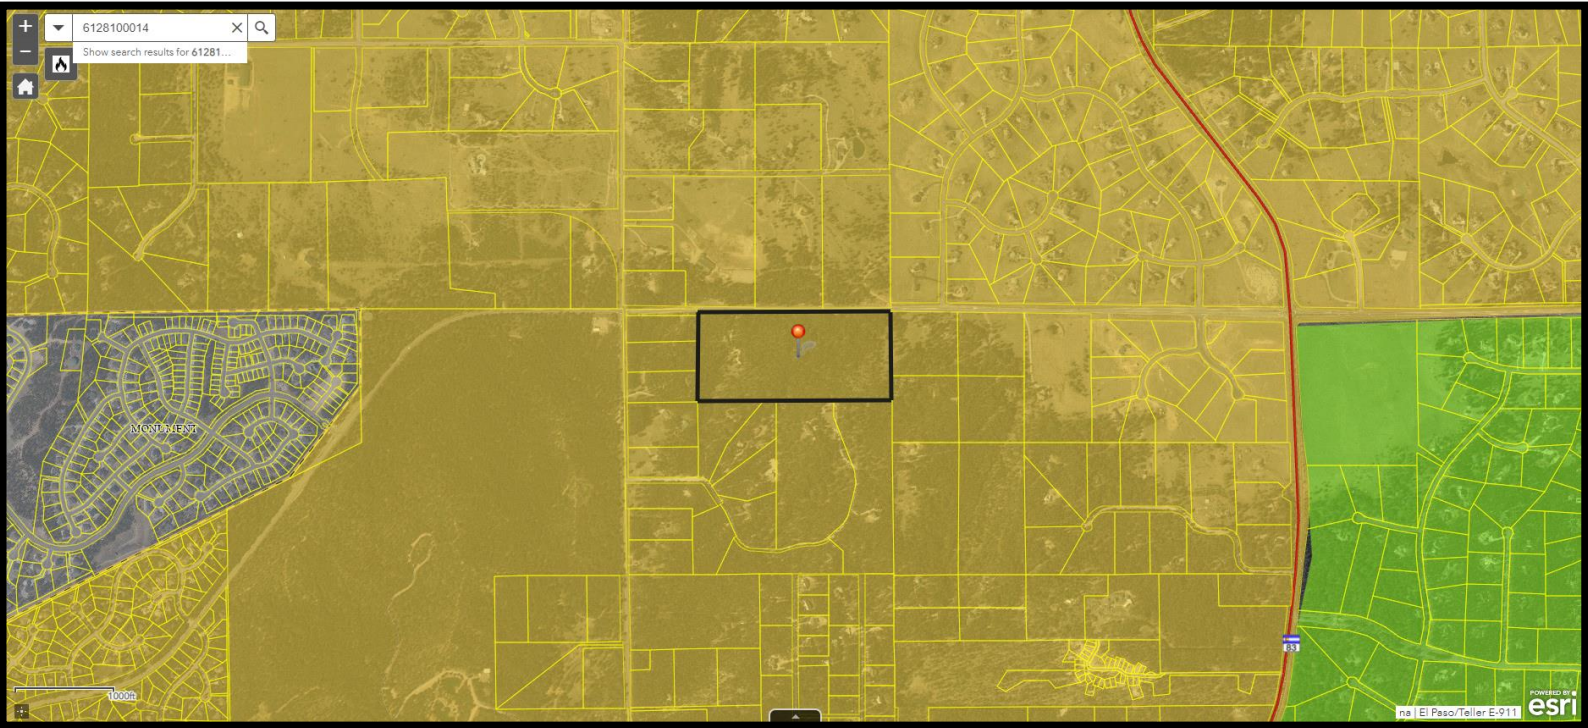 +
6128100014
Show search results for 61281...
−
MONUMENT
83
1000ft
POWERED BY
esri
na | El Paso/Teller E-911